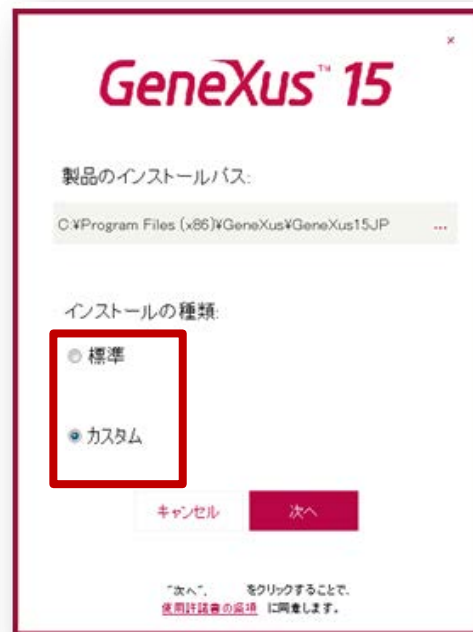 ×
GeneXus™ 15
製品のインストールパス:
C:¥Program Files (x86)¥GeneXus¥GeneXus15JP ...
インストールの種類:
標準
カスタム
キャンセル 次へ
"次へ". をクリックすることで、
使用許諾書の条項 に同意します。